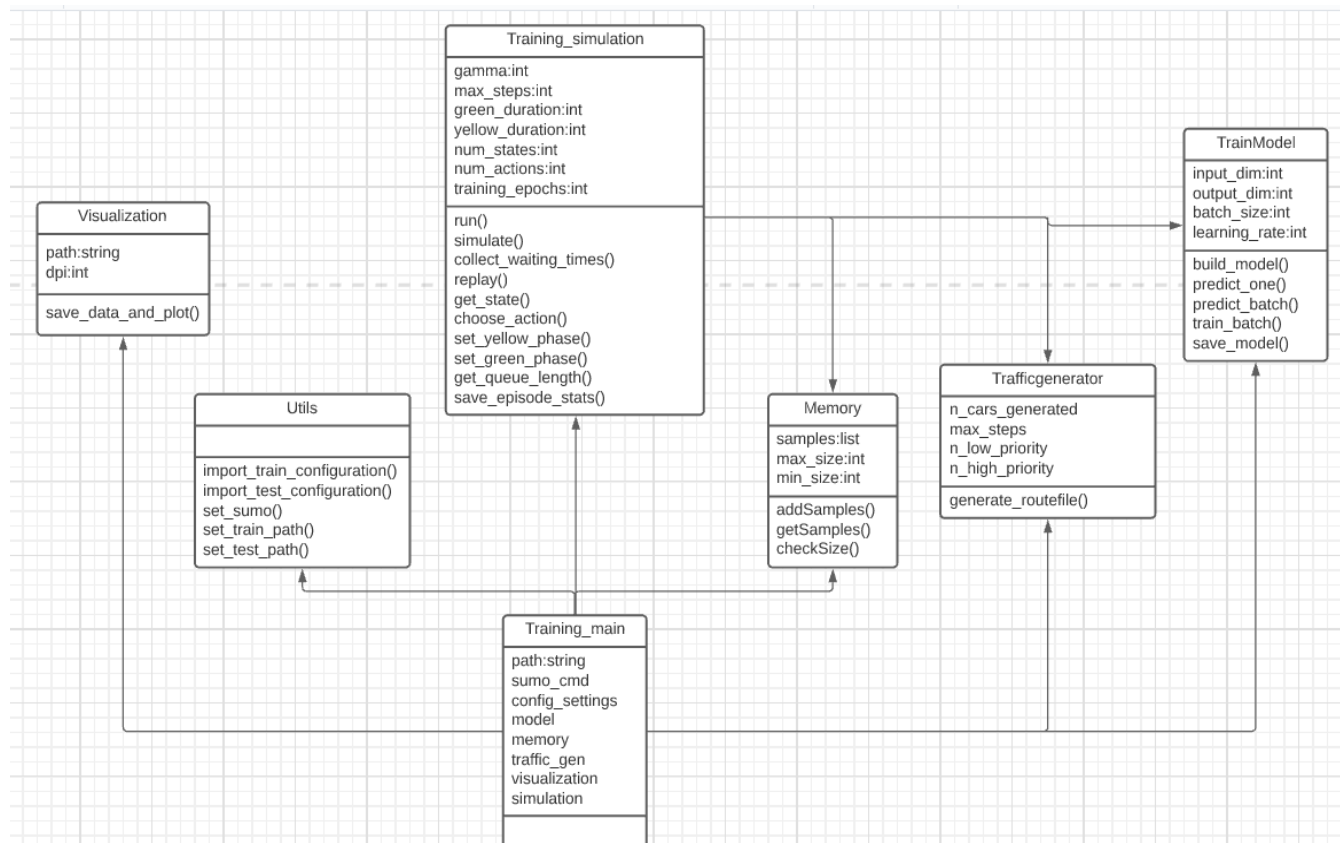 Training_simulation
gamma:int
max_steps:int
green_duration:int
yellow_duration:int
num_states:int
num_actions:int
training_epochs:int
run()
simulate()
collect_waiting_times()
replay()
get_state()
choose_action()
set_yellow_phase()
set_green_phase()
get_queue_length()
save_episode_stats()
TrainModel
input_dim:int
output_dim:int
batch_size:int
learning_rate:int
build_model()
predict_one()
predict_batch()
train_batch()
save_model()
Visualization
path:string
dpi:int
save_data_and_plot()
Utils
import_train_configuration()
import_test_configuration()
set_sumo()
set_train_path()
set_test_path()
Memory
samples:list
max_size:int
min_size:int
addSamples()
getSamples()
checkSize()
Trafficgenerator
n_cars_generated
max_steps
n_low_priority
n_high_priority
generate_routefile()
Training_main
path:string
sumo_cmd
config_settings
model
memory
traffic_gen
visualization
simulation